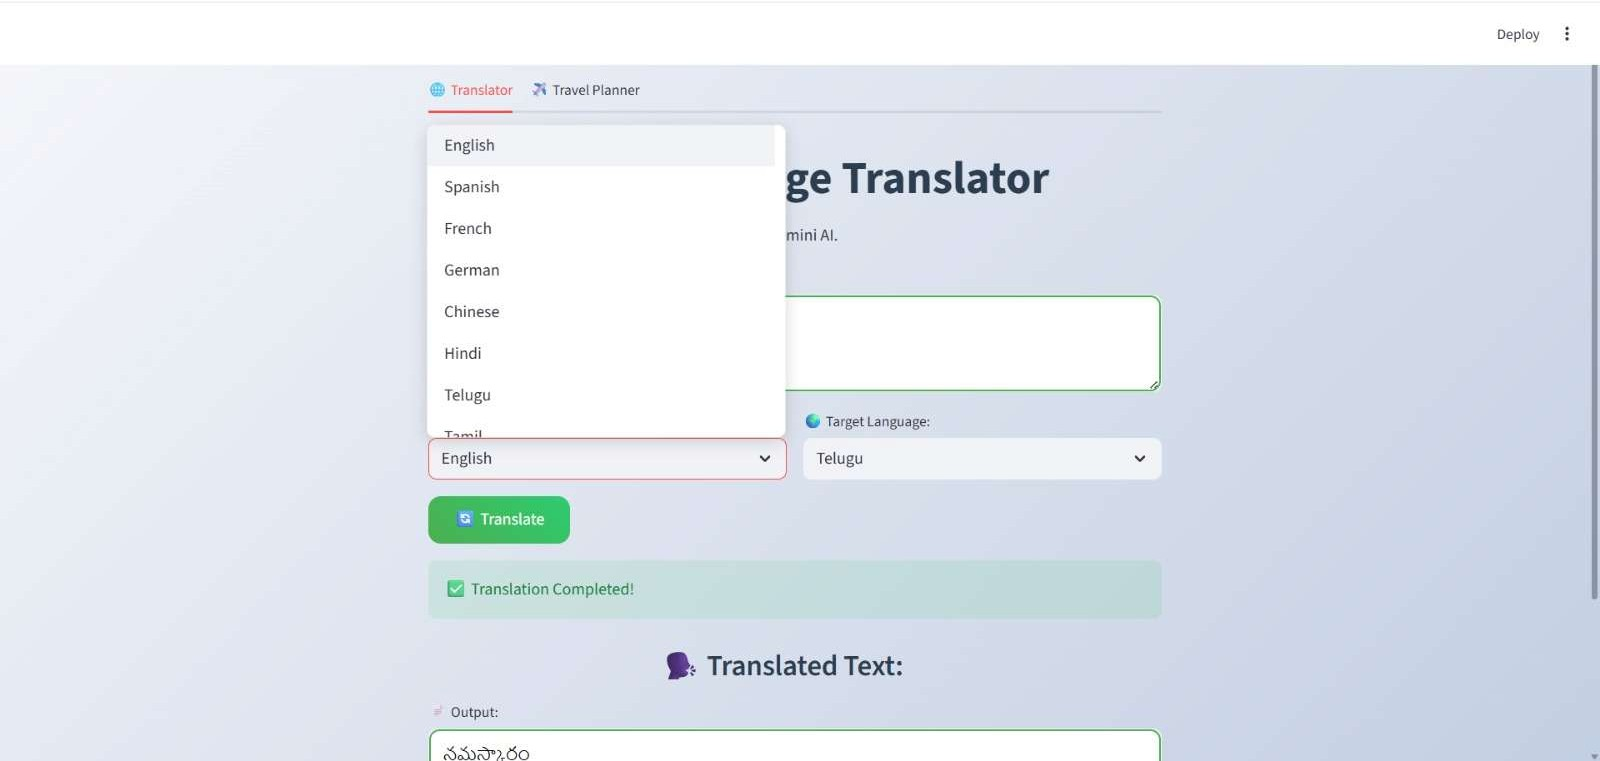 Deploy
Translator
Travel Planner
English
ge Translator
Spanish
French
mini AI.
German
Chinese
Hindi
Telugu
Tamil
Target Language:
English
Telugu
Translate
Translation Completed!
Translated Text:
Output:
నమస్కారం